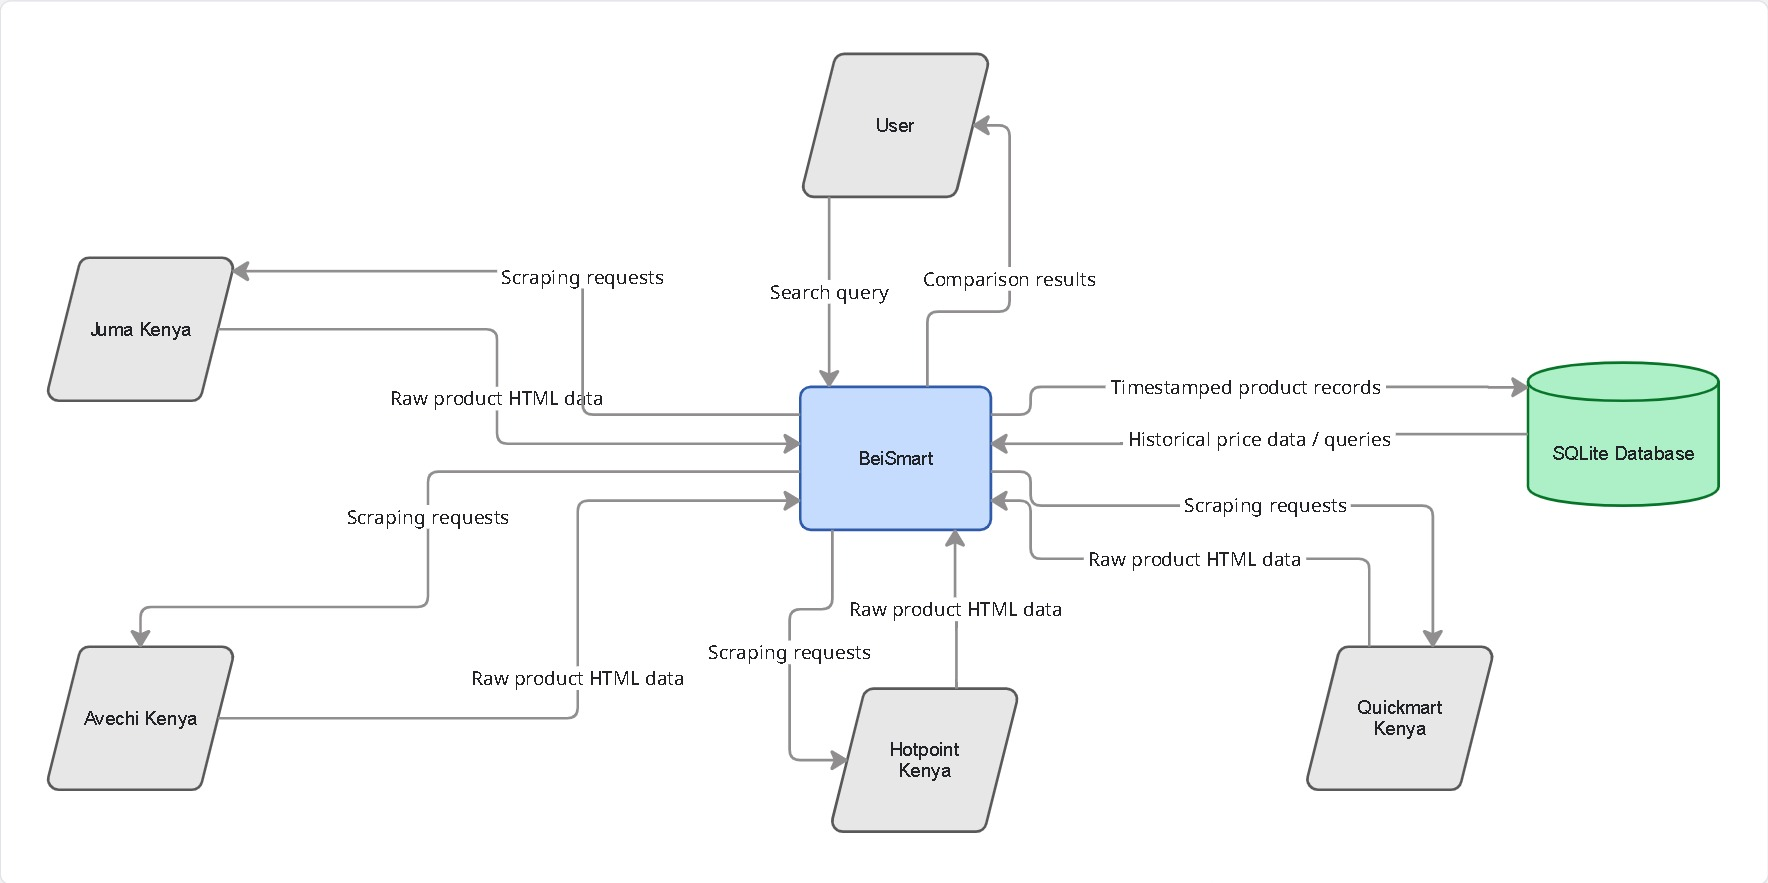 User
Search query
Comparison results
Scraping requests
Juma Kenya
Raw product HTML data
BeiSmart
Timestamped product records
Historical price data / queries
SQLite Database
Scraping requests
Scraping requests
Raw product HTML data
Raw product HTML data
Scraping requests
Raw product HTML data
Avechi Kenya
Hotpoint
Kenya
Quickmart
Kenya